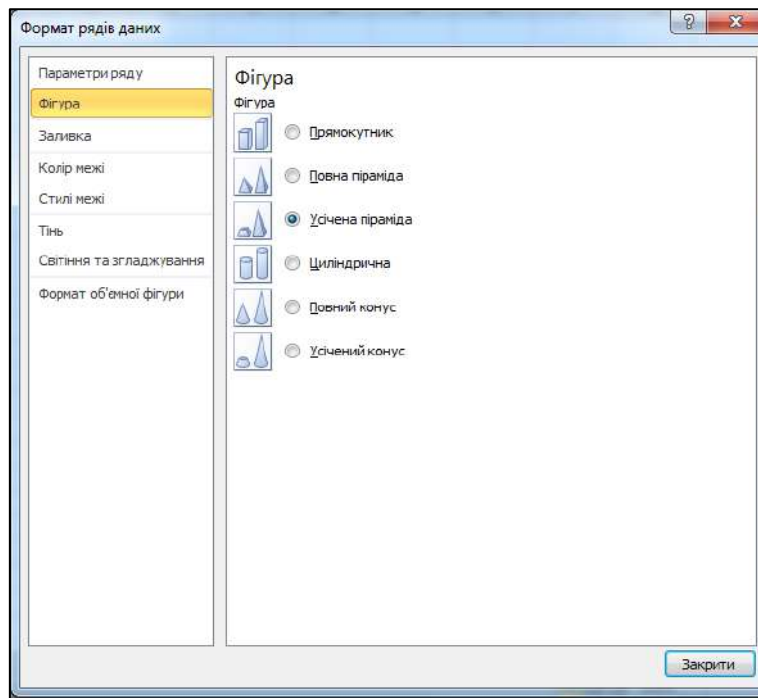 Формат рядів даних
Параметри ряду
Фігура
Заливка
Колір межі
Стилі межі
Тінь
Світіння та згладжування
Формат об'ємної фігури
Фігура
Фігура
Прямокутник
Повна піраміда
Усічена піраміда
Циліндрична
Повний конус
Усічений конус
Закрити